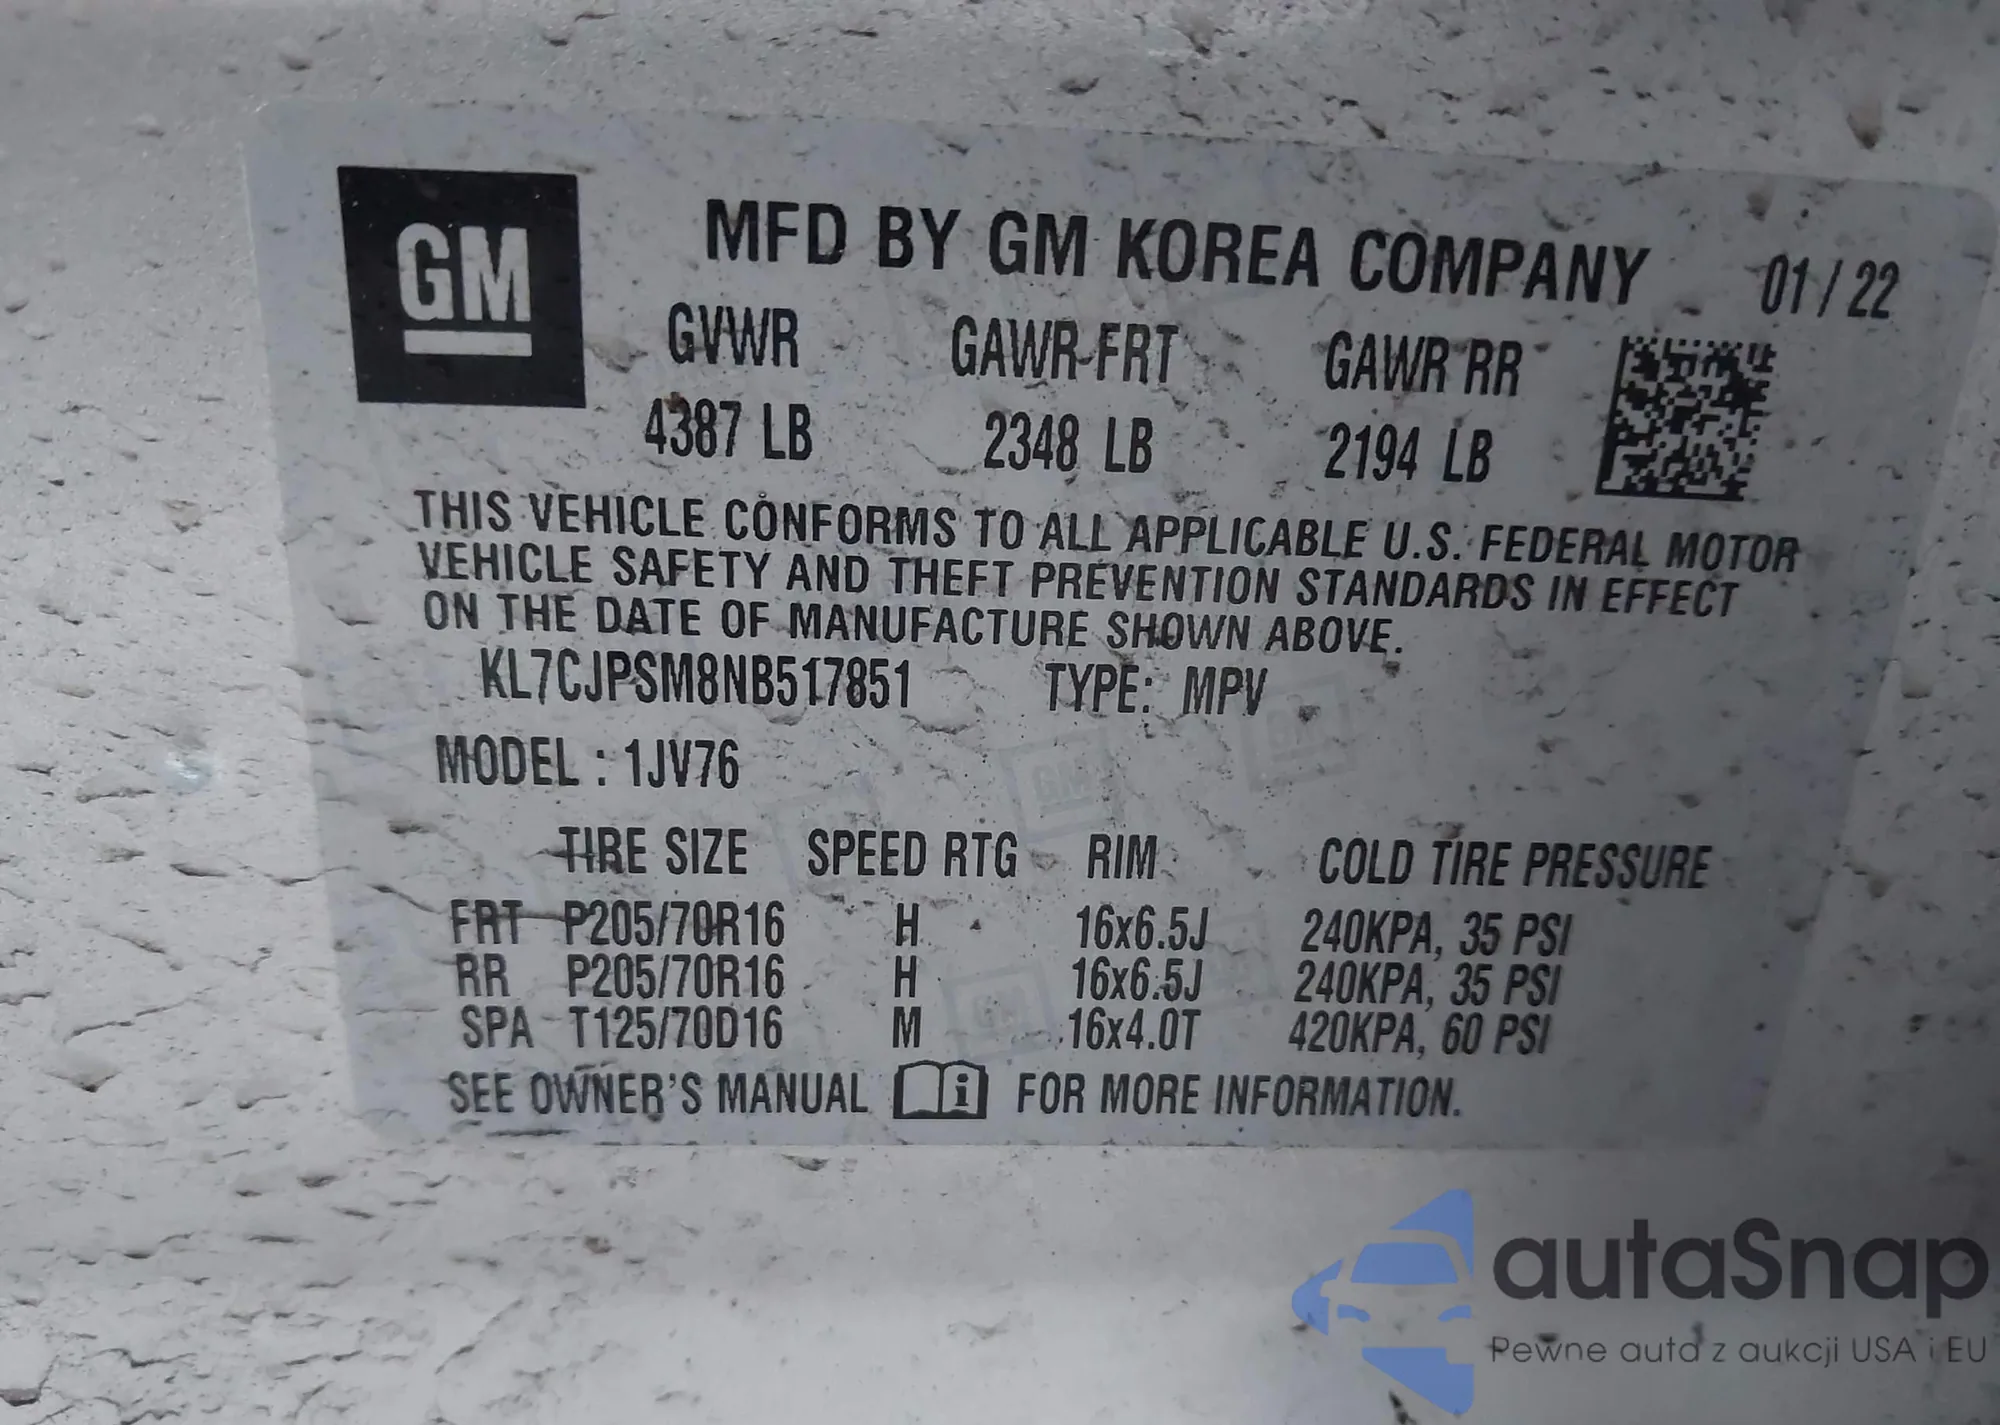 GM
MFD BY GM KOREA COMPANY 01 / 22
GVWR GAWR FRT GAWR RR
4387 LB 2348 LB 2194 LB
THIS VEHICLE CONFORMS TO ALL APPLICABLE U.S. FEDERAL MOTOR
VEHICLE SAFETY AND THEFT PREVENTION STANDARDS IN EFFECT
ON THE DATE OF MANUFACTURE SHOWN ABOVE.
KL7CJPSM8NB517851 TYPE: MPV
MODEL : 1JV76
TIRE SIZE SPEED RTG RIM COLD TIRE PRESSURE
FRT P205/70R16 H 16x6.5J 240KPA, 35 PSI
RR P205/70R16 H 16x6.5J 240KPA, 35 PSI
SPA T125/70D16 M 16x4.0T 420KPA, 60 PSI
SEE OWNER'S MANUAL i FOR MORE INFORMATION.
autaSnap
Pewne auta z aukcji USA i EU